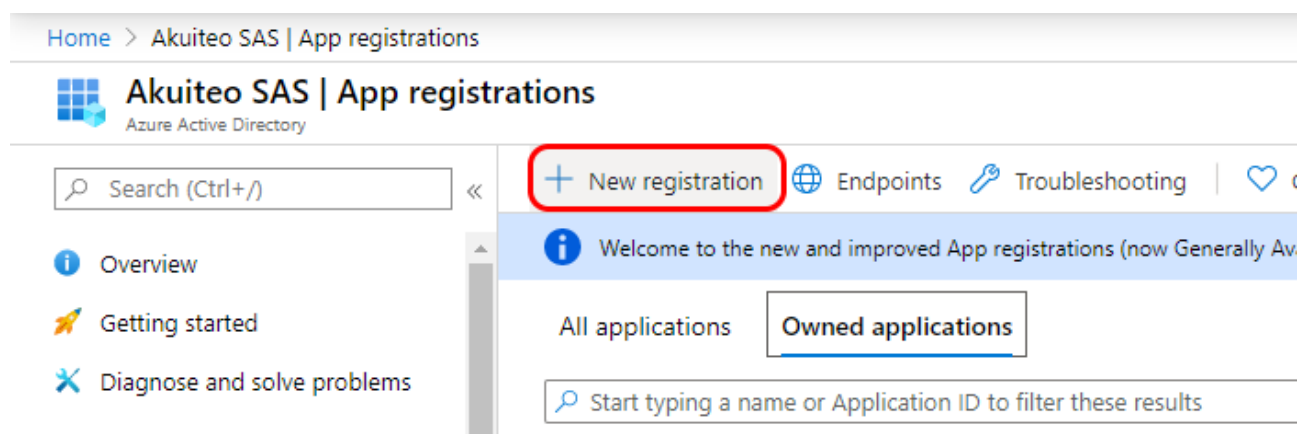 Home > Akuiteo SAS | App registrations
Akuiteo SAS | App registrations
Azure Active Directory
Search (Ctrl+/)
«
+ New registration
Endpoints
Troubleshooting
Welcome to the new and improved App registrations (now Generally
Overview
Getting started
Diagnose and solve problems
All applications
Owned applications
Start typing a name or Application ID to filter these results